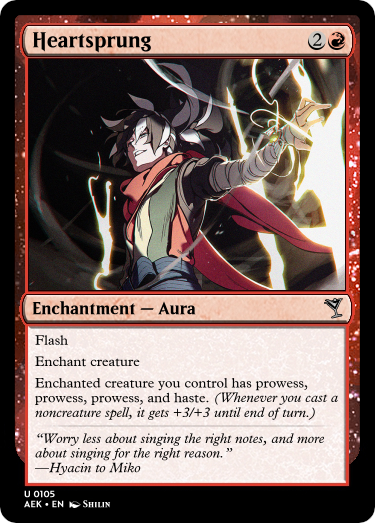 Heartsprung 2
Enchantment — Aura
Flash
Enchant creature
Enchanted creature you control has prowess,
prowess, prowess, and haste. (Whenever you cast a
noncreature spell, it gets +3/+3 until end of turn.)
“Worry less about singing the right notes, and more
about singing for the right reason.”
—Hyacin to Miko
U 0105
AEK • EN Shilin